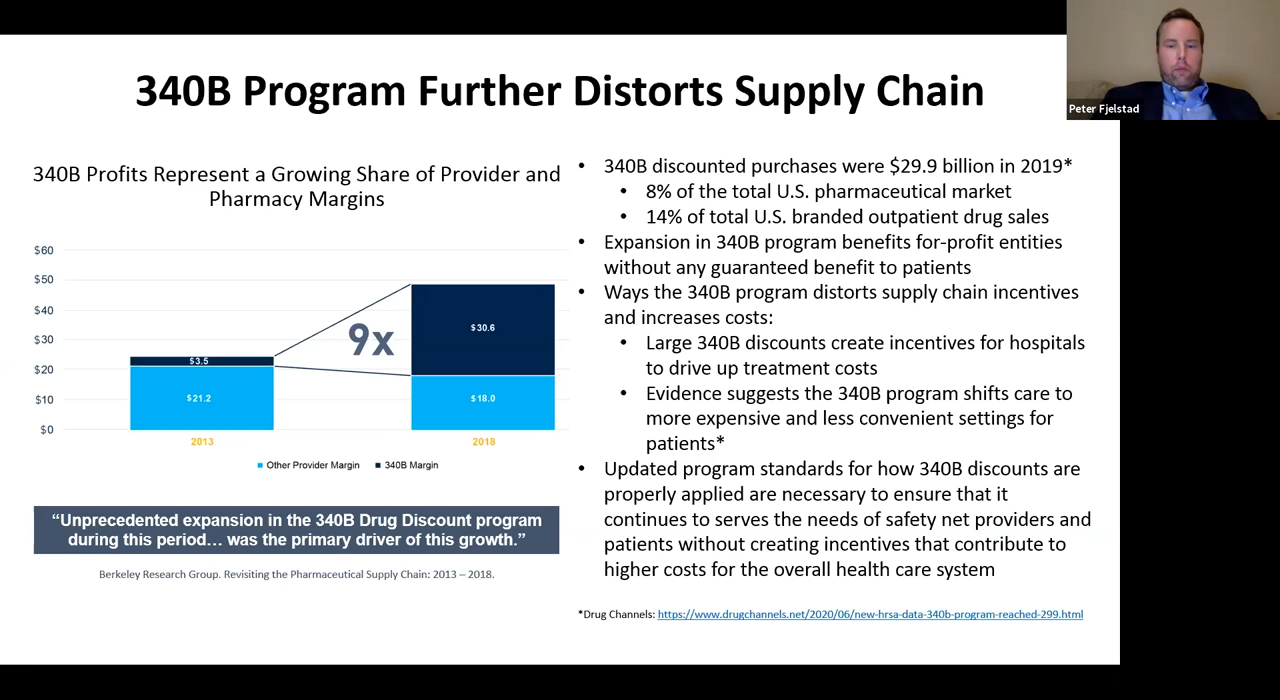 340B Program Further Distorts Supply Chain
Peter Fjelstad
340B Profits Represent a Growing Share of Provider and
Pharmacy Margins
$60
$50
$40
$30
$20
$10
$0
9x
$3.5
$21.2
$30.6
$18.0
2013
2018
Other Provider Margin
340B Margin
“Unprecedented expansion in the 340B Drug Discount program
during this period… was the primary driver of this growth.”
Berkeley Research Group. Revisiting the Pharmaceutical Supply Chain: 2013 – 2018.
• 340B discounted purchases were $29.9 billion in 2019*
• 8% of the total U.S. pharmaceutical market
• 14% of total U.S. branded outpatient drug sales
• Expansion in 340B program benefits for-profit entities
without any guaranteed benefit to patients
• Ways the 340B program distorts supply chain incentives
and increases costs:
• Large 340B discounts create incentives for hospitals
to drive up treatment costs
• Evidence suggests the 340B program shifts care to
more expensive and less convenient settings for
patients*
• Updated program standards for how 340B discounts are
properly applied are necessary to ensure that it
continues to serves the needs of safety net providers and
patients without creating incentives that contribute to
higher costs for the overall health care system
*Drug Channels: https://www.drugchannels.net/2020/06/new-hrsa-data-340b-program-reached-299.html